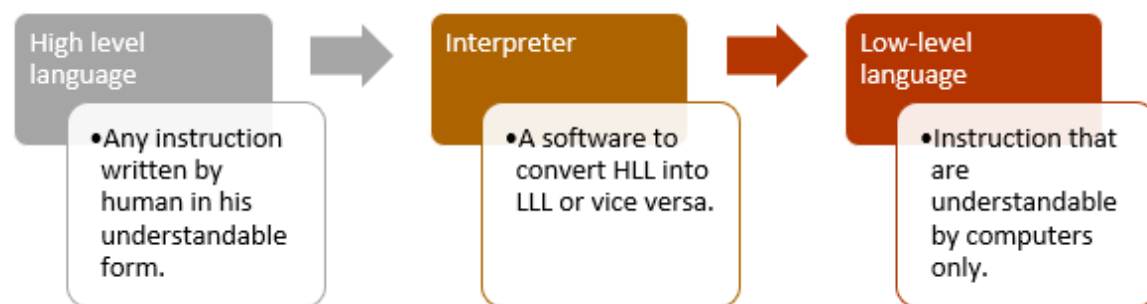 High level
language
•Any instruction
written by
human in his
understandable
form.
Interpreter
•A software to
convert HLL into
LLL or vice versa.
Low-level
language
•Instruction that
are
understandable
by computers
only.